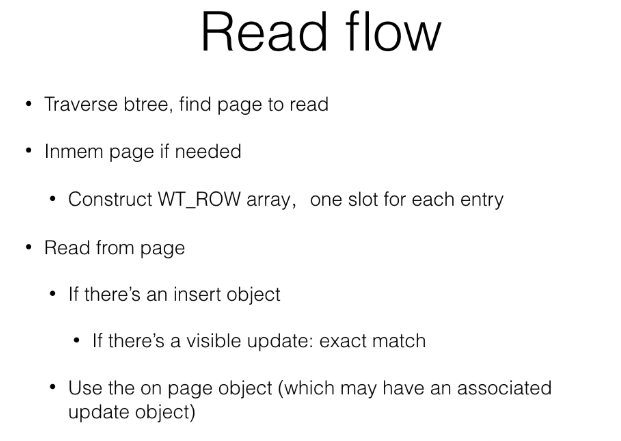 Read flow
• Traverse btree, find page to read
• Inmem page if needed
• Construct WT_ROW array, one slot for each entry
• Read from page
• If there’s an insert object
• If there’s a visible update: exact match
• Use the on page object (which may have an associated
update object)